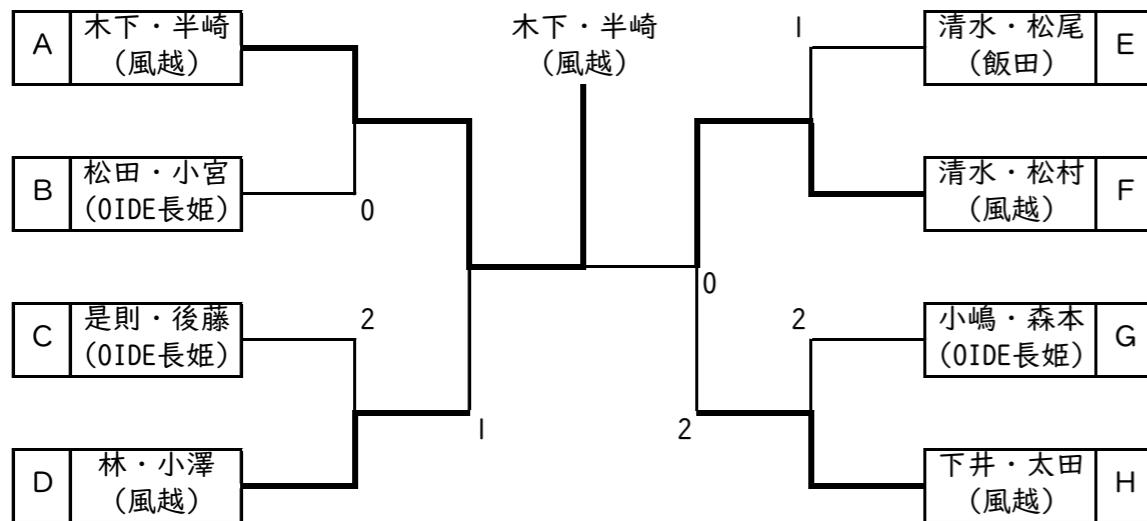 A
木下・半崎
(風越)
木下・半崎
(風越)
1
清水・松尾
(飯田)
E
B
松田・小宮
(OIDE長姫)
0
清水・松村
(風越)
F
0
C
是則・後藤
(OIDE長姫)
2
2
小嶋・森本
(OIDE長姫)
G
1
2
D
林・小澤
(風越)
下井・太田
(風越)
H